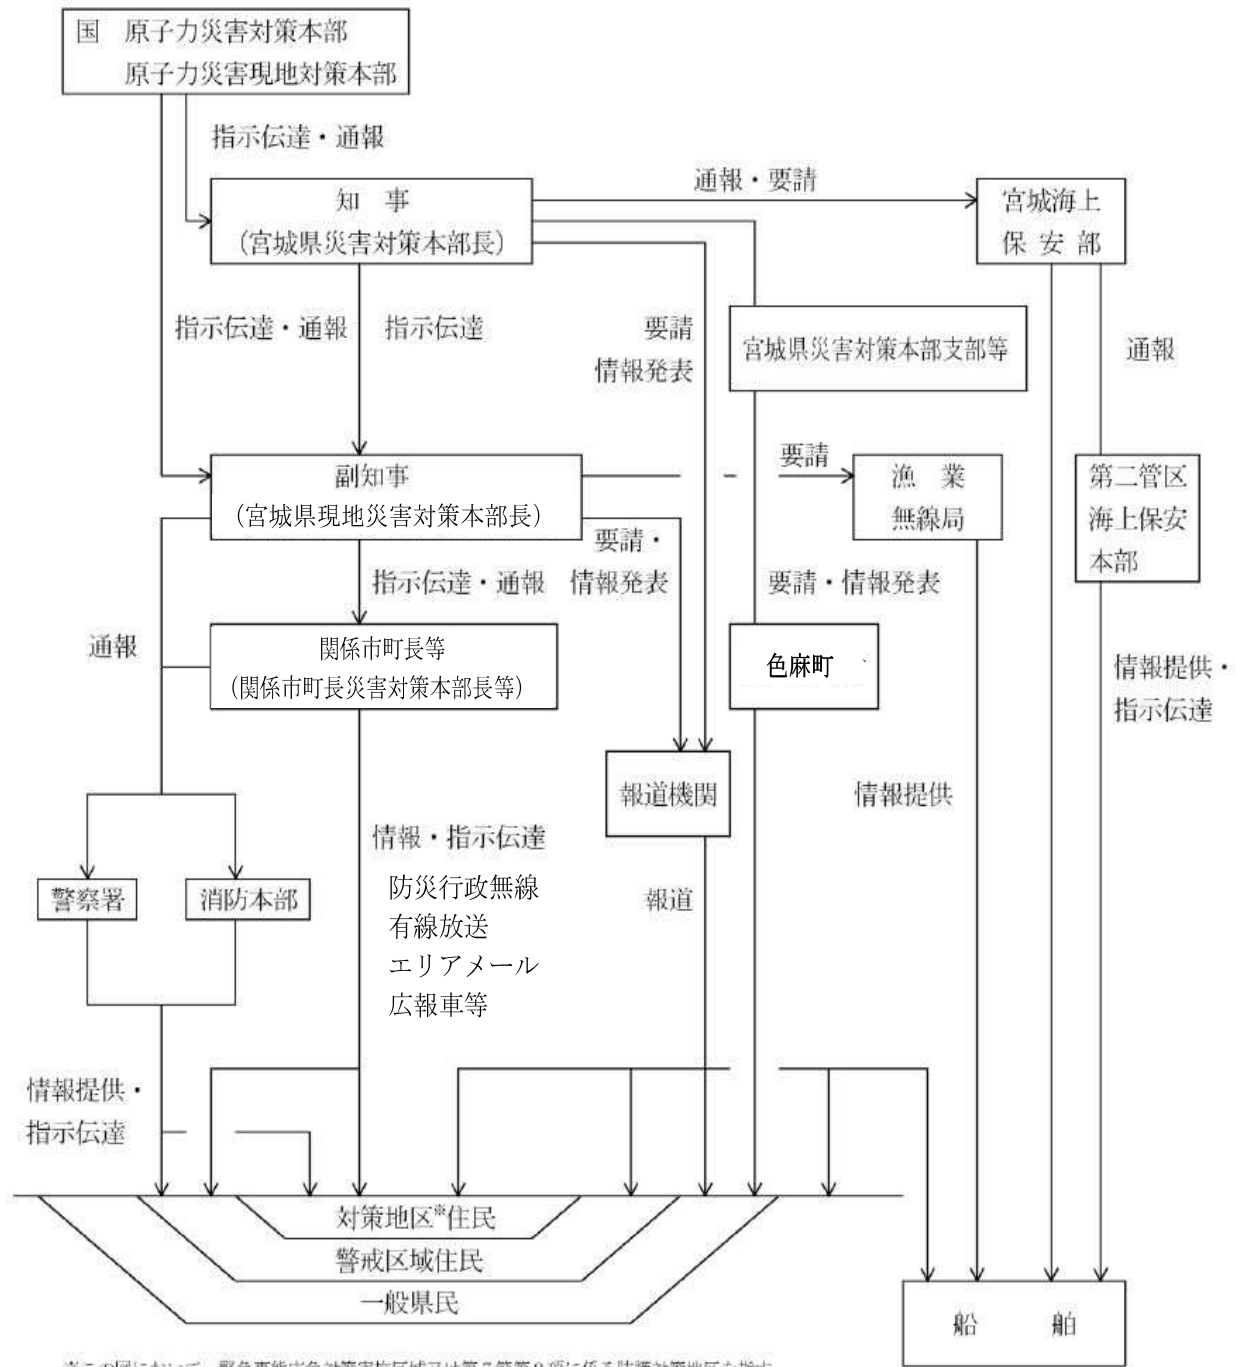 国　原子力災害対策本部
原子力災害現地対策本部
指示伝達・通報
通報・要請
知　事
（宮城県災害対策本部長）
宮城海上
保 安 部
指示伝達・通報
指示伝達
要請
情報発表
宮城県災害対策本部支部等
通報
副知事
（宮城県現地災害対策本部長）
要請
漁　業
無線局
第二管区
海上保安
本部
要請・
情報発表
指示伝達・通報
要請・情報発表
通報
関係市町長等
（関係市町長災害対策本部長等）
色麻町
情報提供・
指示伝達
報道機関
情報提供
情報・指示伝達
防災行政無線
有線放送
エリアメール
広報車等
警察署
消防本部
報道
情報提供・
指示伝達
対策地区※住民
警戒区域住民
一般県民
船　　舶